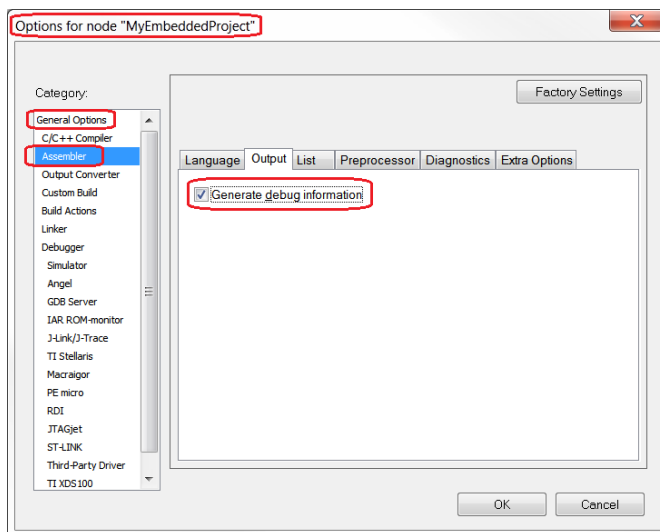 Options for node "MyEmbeddedProject"
Category:
Factory Settings
General Options
C/C++ Compiler
Assembler
Output Converter
Custom Build
Build Actions
Linker
Debugger
Simulator
Angel
GDB Server
IAR ROM-monitor
J-Link/J-Trace
TI Stellaris
Macraigor
PE micro
RDI
JTAGjet
ST-LINK
Third-Party Driver
TI XDS100
Language Output List Preprocessor Diagnostics Extra Options
Generate debug information
OK Cancel